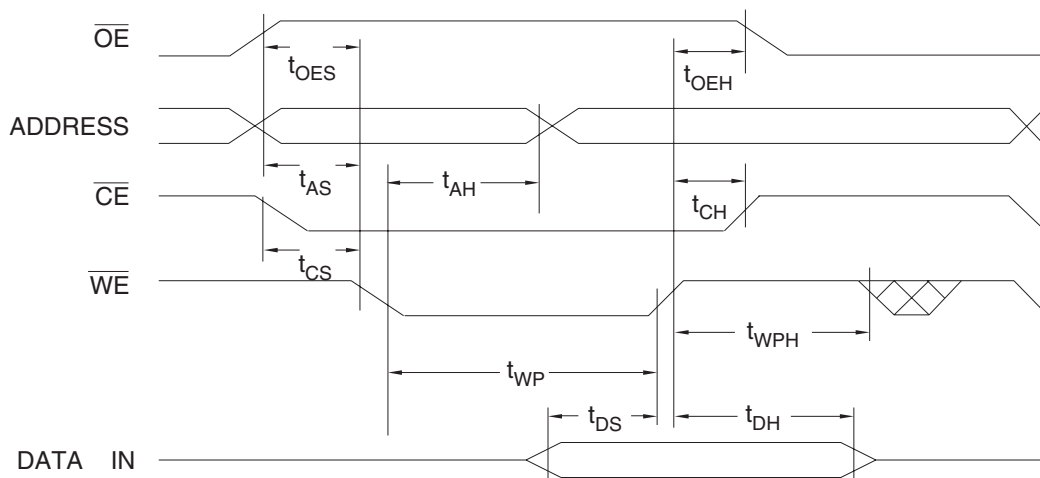 OE
tOES
tOEH
ADDRESS
tAS
tAH
CE
tCH
tCS
WE
tWPH
tWP
tDS
tDH
DATA IN